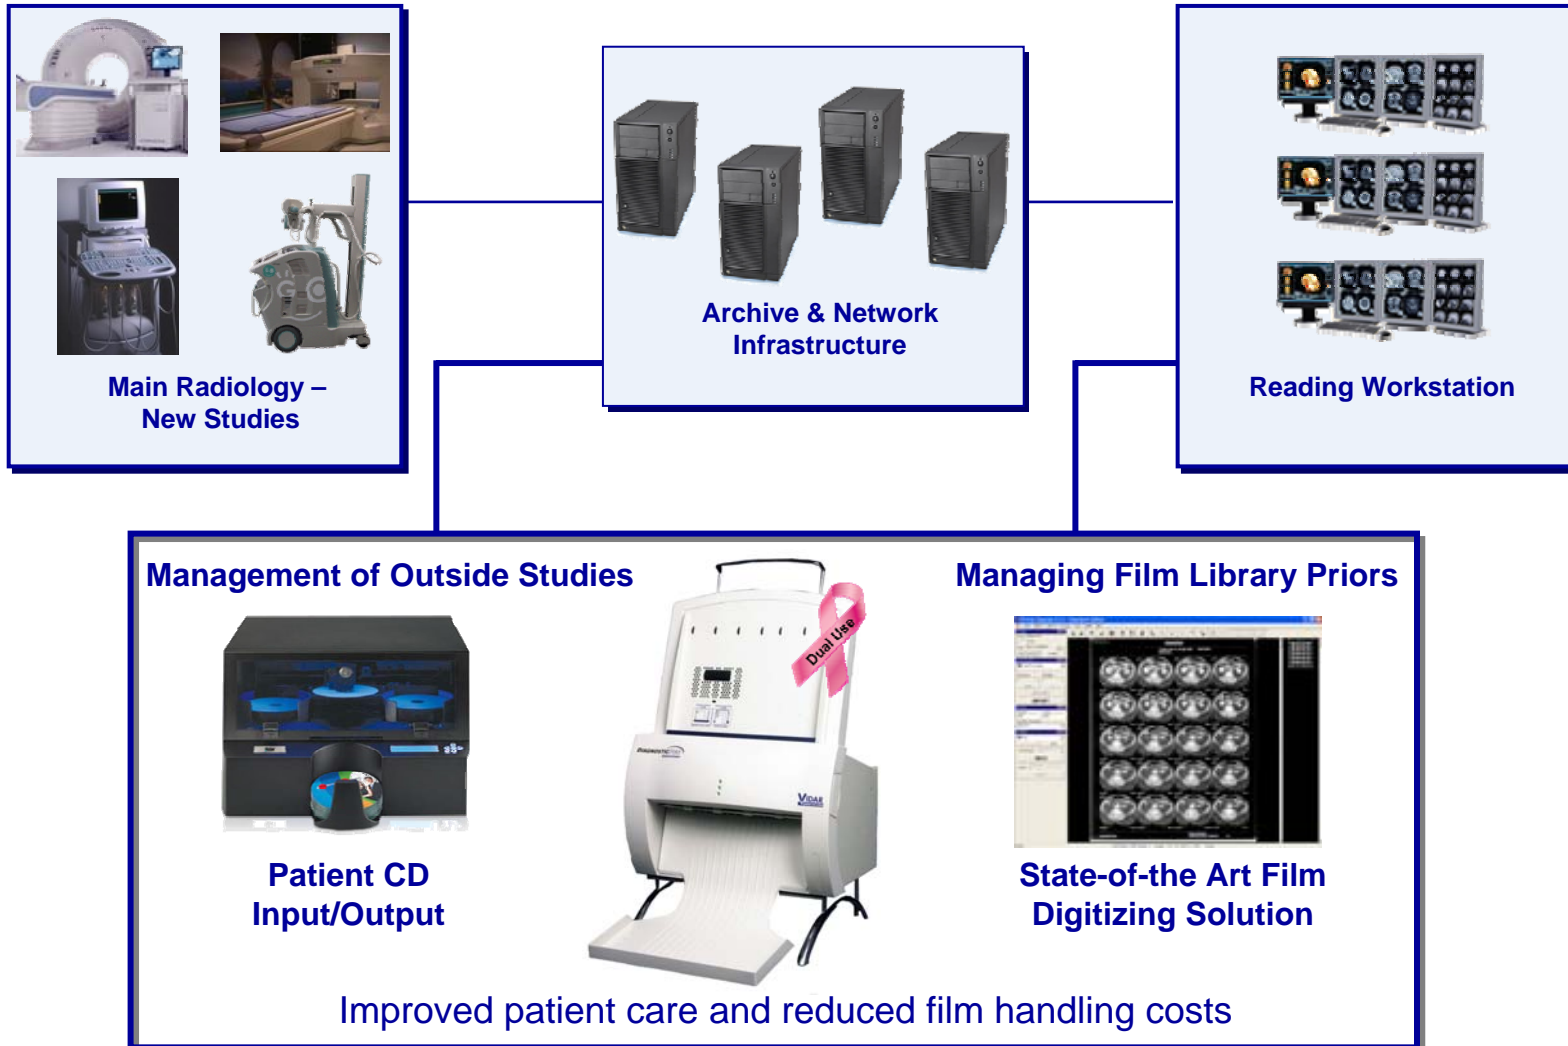 Main Radiology –
New Studies
Archive & Network
Infrastructure
Reading Workstation
Management of Outside Studies
Managing Film Library Priors
Dual Use
VIDAR
Patient CD
Input/Output
State-of-the Art Film
Digitizing Solution
Improved patient care and reduced film handling costs